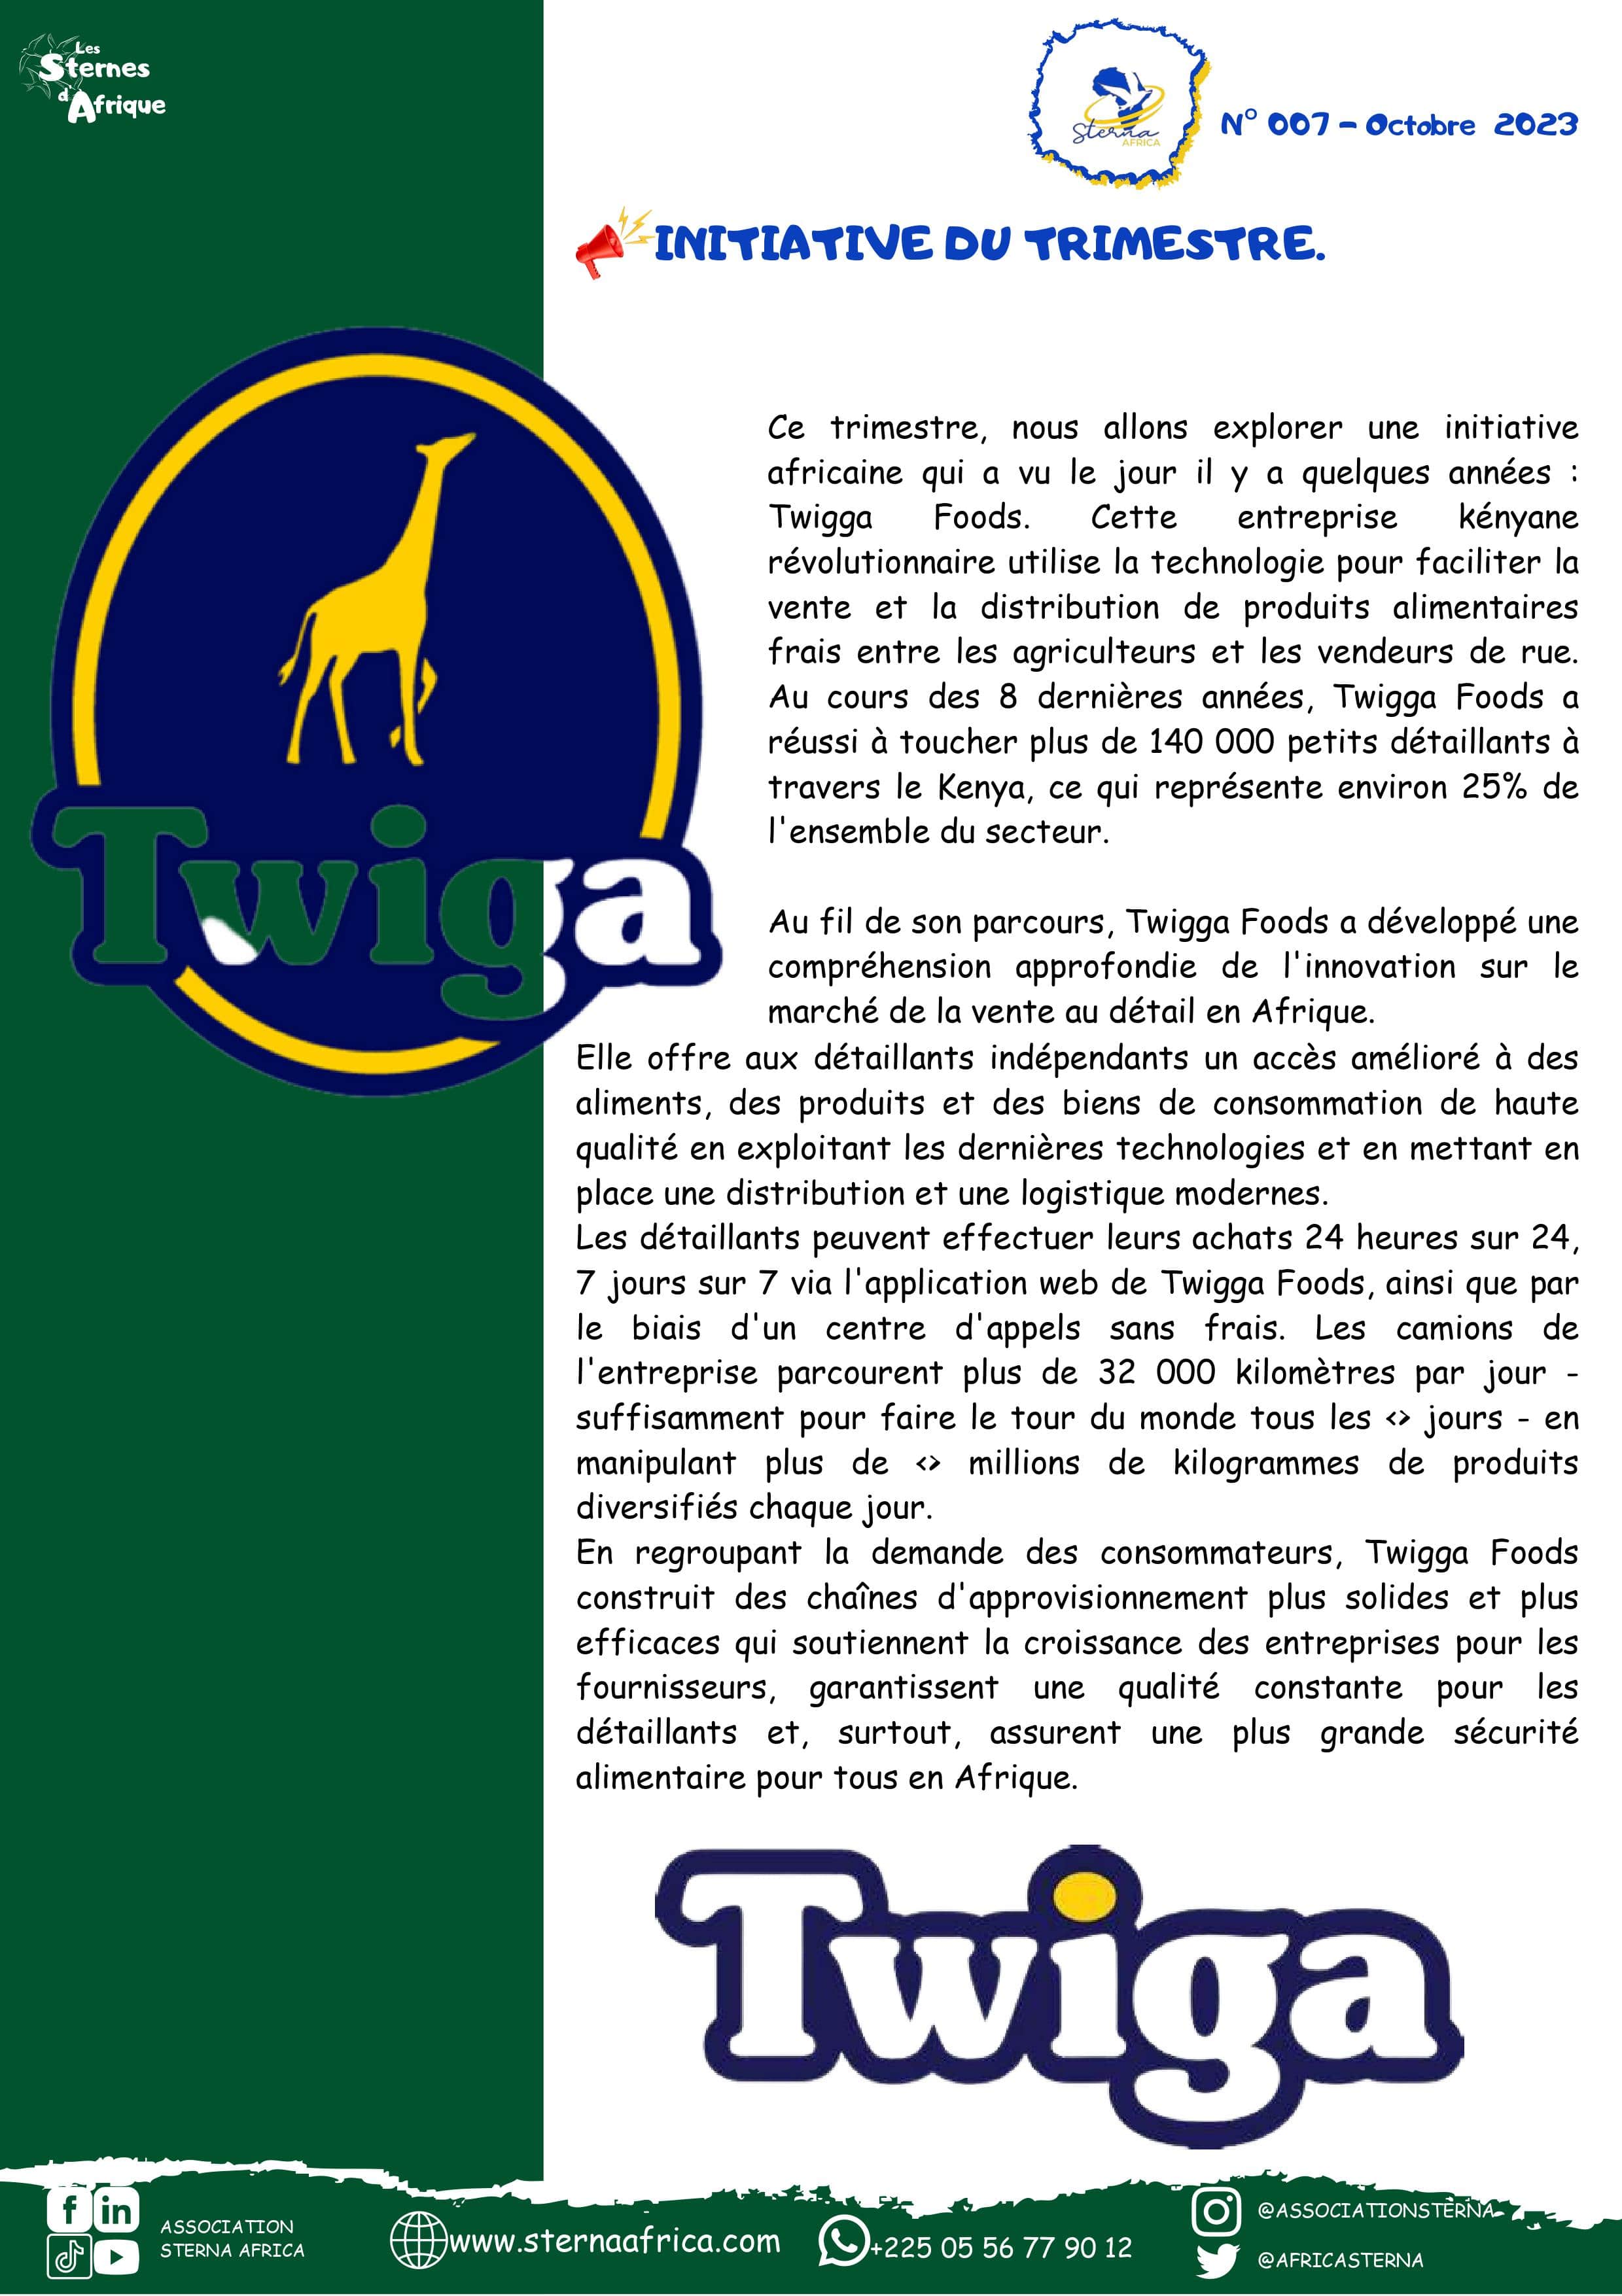 Les
Sternes
d'Afrique
Sterna
AFRICA
N° 007 - Octobre 2023
INITIATIVE DU TRIMESTRE.
Ce trimestre, nous allons explorer une initiative
africaine qui a vu le jour il y a quelques années :
Twigga Foods. Cette entreprise kényane
révolutionnaire utilise la technologie pour faciliter la
vente et la distribution de produits alimentaires
frais entre les agriculteurs et les vendeurs de rue.
Au cours des 8 dernières années, Twigga Foods a
réussi à toucher plus de 140 000 petits détaillants à
travers le Kenya, ce qui représente environ 25% de
l'ensemble du secteur.
Twiga
Au fil de son parcours, Twigga Foods a développé une
compréhension approfondie de l'innovation sur le
marché de la vente au détail en Afrique.
Elle offre aux détaillants indépendants un accès amélioré à des
aliments, des produits et des biens de consommation de haute
qualité en exploitant les dernières technologies et en mettant en
place une distribution et une logistique modernes.
Les détaillants peuvent effectuer leurs achats 24 heures sur 24,
7 jours sur 7 via l'application web de Twigga Foods, ainsi que par
le biais d'un centre d'appels sans frais. Les camions de
l'entreprise parcourent plus de 32 000 kilomètres par jour -
suffisamment pour faire le tour du monde tous les <> jours - en
manipulant plus de <> millions de kilogrammes de produits
diversifiés chaque jour.
En regroupant la demande des consommateurs, Twigga Foods
construit des chaînes d'approvisionnement plus solides et plus
efficaces qui soutiennent la croissance des entreprises pour les
fournisseurs, garantissent une qualité constante pour les
détaillants et, surtout, assurent une plus grande sécurité
alimentaire pour tous en Afrique.
Twiga
ASSOCIATION
STERNA AFRICA
www.sternaafrica.com
+225 05 56 77 90 12
@ASSOCIATIONSTERNA
@AFRICASTERNA